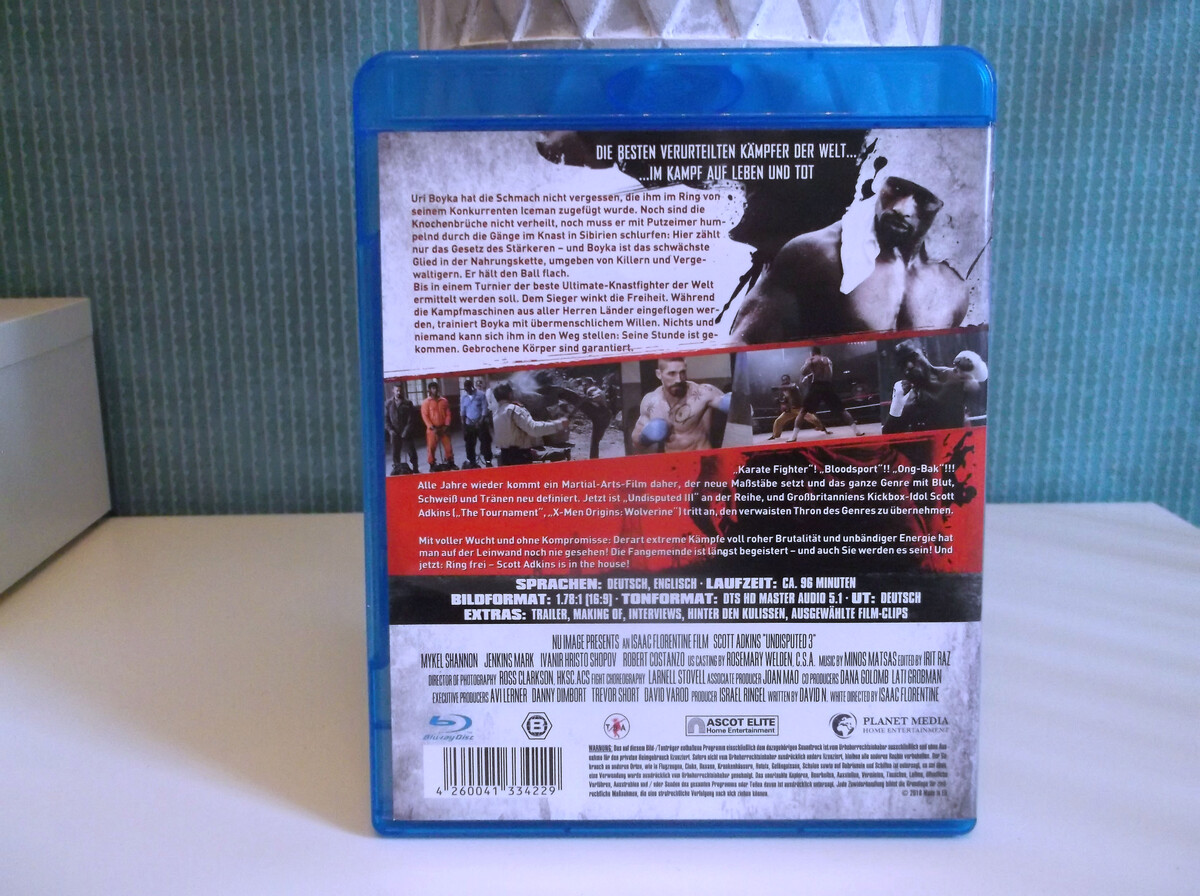 DIE BESTEN VERURTEILTEN KÄMPFER DER WELT...
...IM KAMPF AUF LEBEN UND TOT
Uri Boyka hat die Schmach nicht vergessen, die ihm im Ring von
seinem Konkurrenten Iceman zugefügt wurde. Noch sind die
Knochenbrüche nicht verheilt, noch muss er mit Putzeimer hum-
pelnd durch die Gänge im Knast in Sibirien schlurfen: Hier zählt
nur das Gesetz des Stärkeren – und Boyka ist das schwächste
Glied in der Nahrungskette, umgeben von Killern und Verge-
waltigern. Er hält den Ball flach.
Bis in einem Turnier der beste Ultimate-Knastfighter der Welt
ermittelt werden soll. Dem Sieger winkt die Freiheit. Während
die Kampfmaschinen aus aller Herren Länder eingeflogen wer-
den, trainiert Boyka mit übermenschlichem Willen. Nichts und
niemand kann sich ihm in den Weg stellen: Seine Stunde ist ge-
kommen. Gebrochene Körper sind garantiert.
„Karate Fighter“! „Bloodsport“!! „Ong-Bak“!!!
Alle Jahre wieder kommt ein Martial-Arts-Film daher, der neue Maßstäbe setzt und das ganze Genre mit Blut,
Schweiß und Tränen neu definiert. Jetzt ist „Undisputed III“ an der Reihe, und Großbritanniens Kickbox-Idol Scott
Adkins („The Tournament“, „X-Men Origins: Wolverine“) tritt an, den verwaisten Thron des Genres zu übernehmen.
Mit voller Wucht und ohne Kompromisse: Derart extreme Kämpfe voll roher Brutalität und unbändiger Energie hat
man auf der Leinwand noch nie gesehen! Die Fangemeinde ist längst begeistert – und auch Sie werden es sein! Und
jetzt: Ring frei – Scott Adkins is in the house!
SPRACHEN: DEUTSCH, ENGLISCH · LAUFZEIT: CA. 96 MINUTEN
BILDFORMAT: 1.78:1 (16:9) · TONFORMAT: DTS HD MASTER AUDIO 5.1 · UT: DEUTSCH
EXTRAS: TRAILER, MAKING OF, INTERVIEWS, HINTER DEN KULISSEN, AUSGEWÄHLTE FILM-CLIPS
NU IMAGE PRESENTS AN ISAAC FLORENTINE FILM SCOTT ADKINS "UNDISPUTED 3"
MYKEL SHANNON JENKINS MARK IVANIR HRISTO SHOPOV ROBERT COSTANZO US CASTING BY ROSEMARY WELDEN, C.S.A. MUSIC BY MINOS MATSAS EDITED BY IRIT RAZ
DIRECTOR OF PHOTOGRAPHY ROSS CLARKSON, HKSC.ACS FIGHT CHOREOGRAPHY LARNELL STOVELL ASSOCIATE PRODUCER JOAN MAO CO PRODUCERS DANA GOLOMB LATI GROBMAN
EXECUTIVE PRODUCERS AVI LERNER DANNY DIMBORT TREVOR SHORT DAVID VAROD PRODUCER ISRAEL RINGEL WRITTEN BY DAVID N. WHITE DIRECTED BY ISAAC FLORENTINE
Blu-ray Disc
B
ASCOT ELITE
Home Entertainment
PLANET MEDIA
HOME ENTERTAINMENT
4 260041 334229